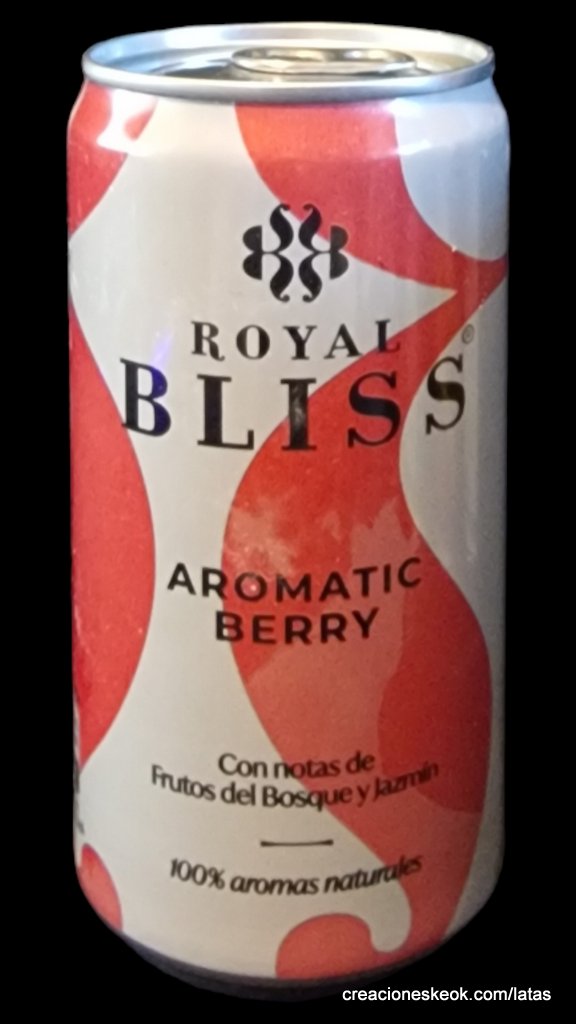 ROYAL
BLISS®
AROMATIC
BERRY
Con notas de
Frutos del Bosque y Jazmín
100% aromas naturales
creacioneskeok.com/latas